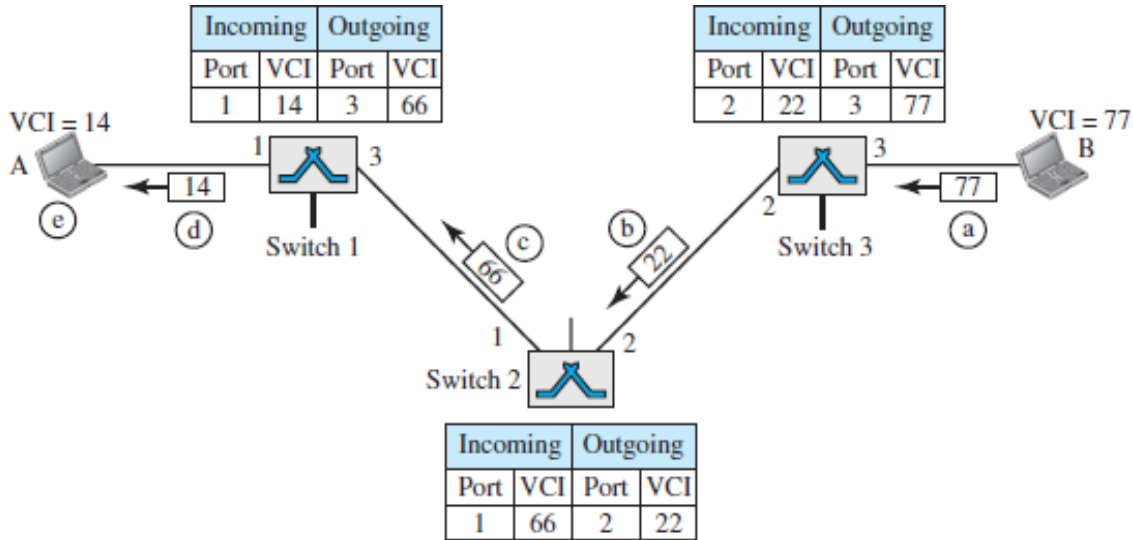 Incoming Outgoing
Port VCI Port VCI
1 14 3 66
Incoming Outgoing
Port VCI Port VCI
2 22 3 77
VCI = 14
VCI = 77
A
1
3
3
B
14
77
2
e
d
Switch 1
c
b
Switch 3
a
66
22
1
2
Switch 2
Incoming Outgoing
Port VCI Port VCI
1 66 2 22